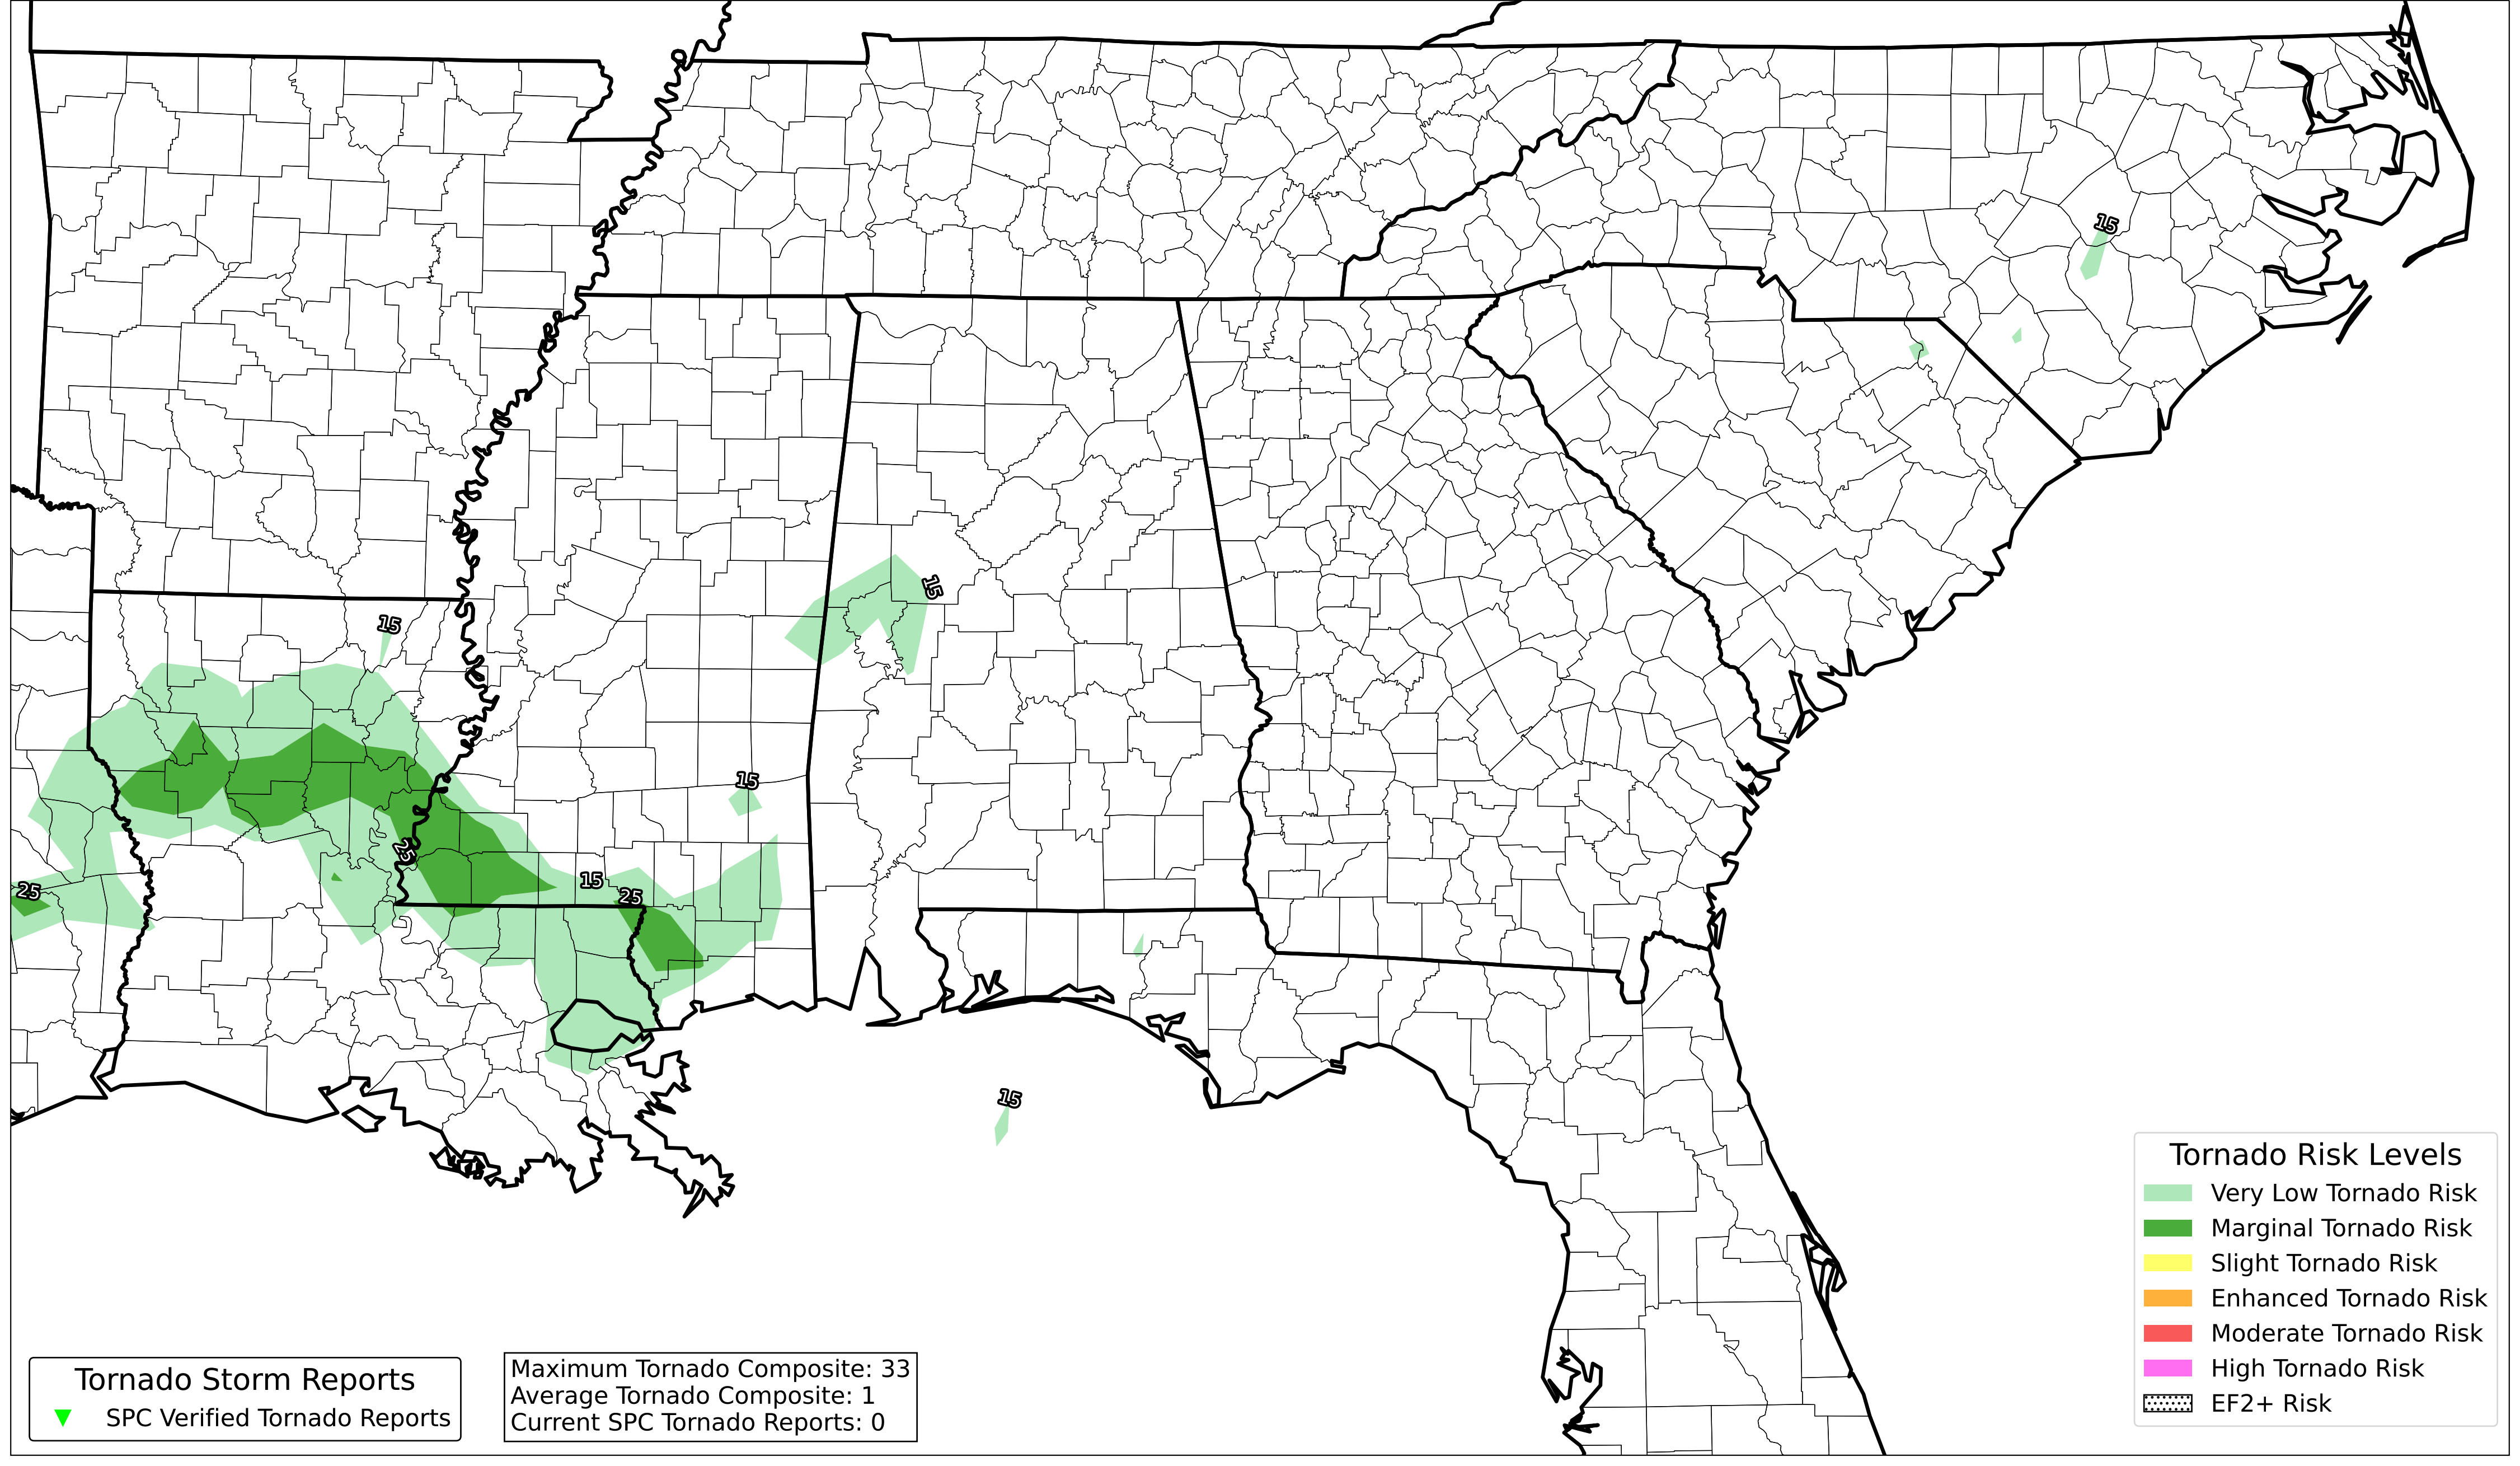 15
15
15
15
25
15
25
25
15
Tornado Risk Levels
Very Low Tornado Risk
Marginal Tornado Risk
Slight Tornado Risk
Enhanced Tornado Risk
Moderate Tornado Risk
High Tornado Risk
EF2+ Risk
Tornado Storm Reports
SPC Verified Tornado Reports
Maximum Tornado Composite: 33
Average Tornado Composite: 1
Current SPC Tornado Reports: 0